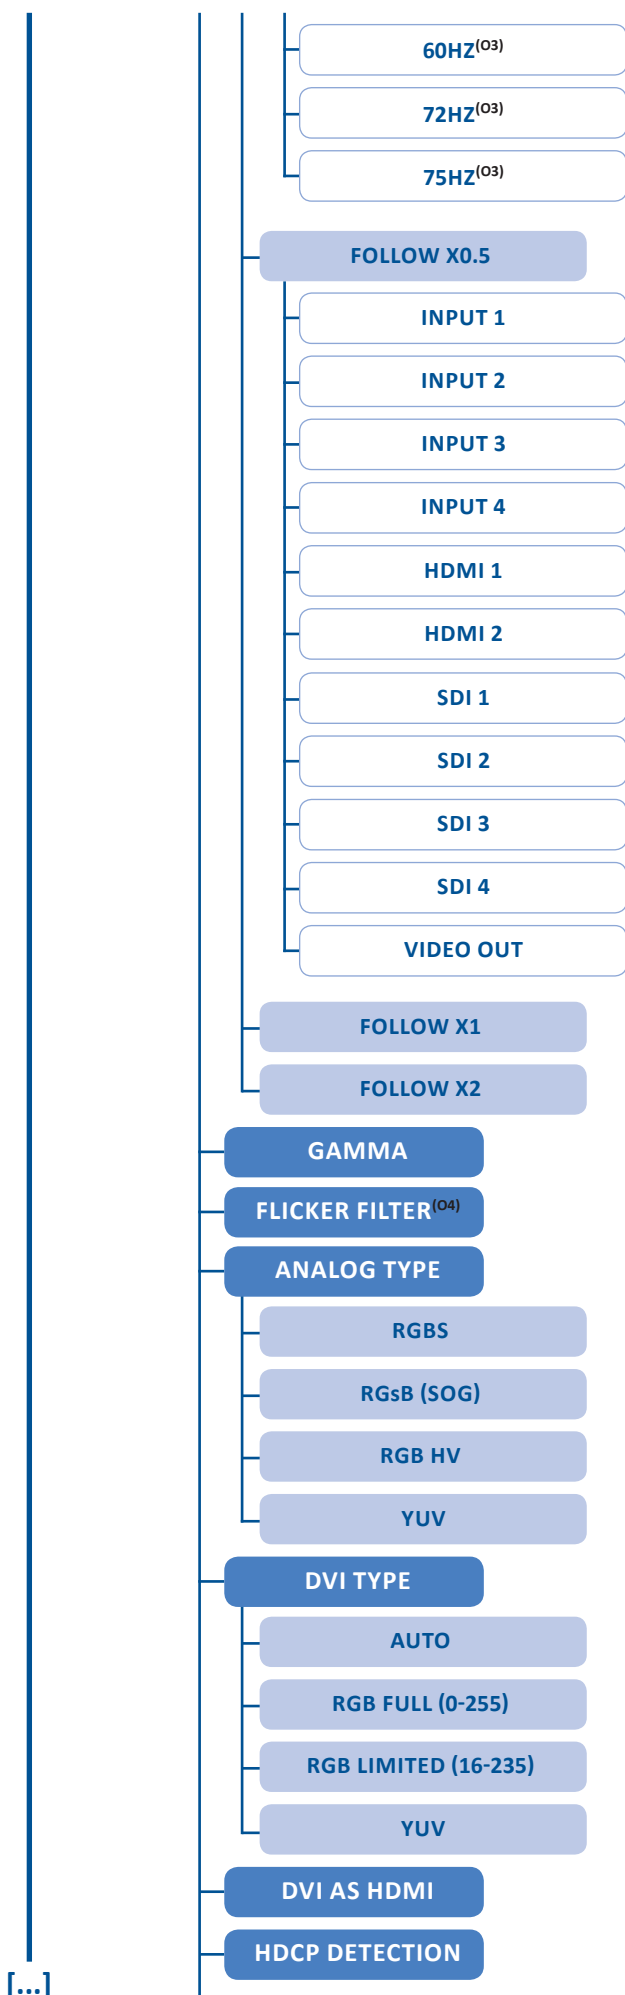 60HZ(O3)
72HZ(O3)
75HZ(O3)
FOLLOW X0.5
INPUT 1
INPUT 2
INPUT 3
INPUT 4
HDMI 1
HDMI 2
SDI 1
SDI 2
SDI 3
SDI 4
VIDEO OUT
FOLLOW X1
FOLLOW X2
GAMMA
FLICKER FILTER(O4)
ANALOG TYPE
RGBS
RGsB (SOG)
RGB HV
YUV
DVI TYPE
AUTO
RGB FULL (0-255)
RGB LIMITED (16-235)
YUV
DVI AS HDMI
HDCP DETECTION
[...]